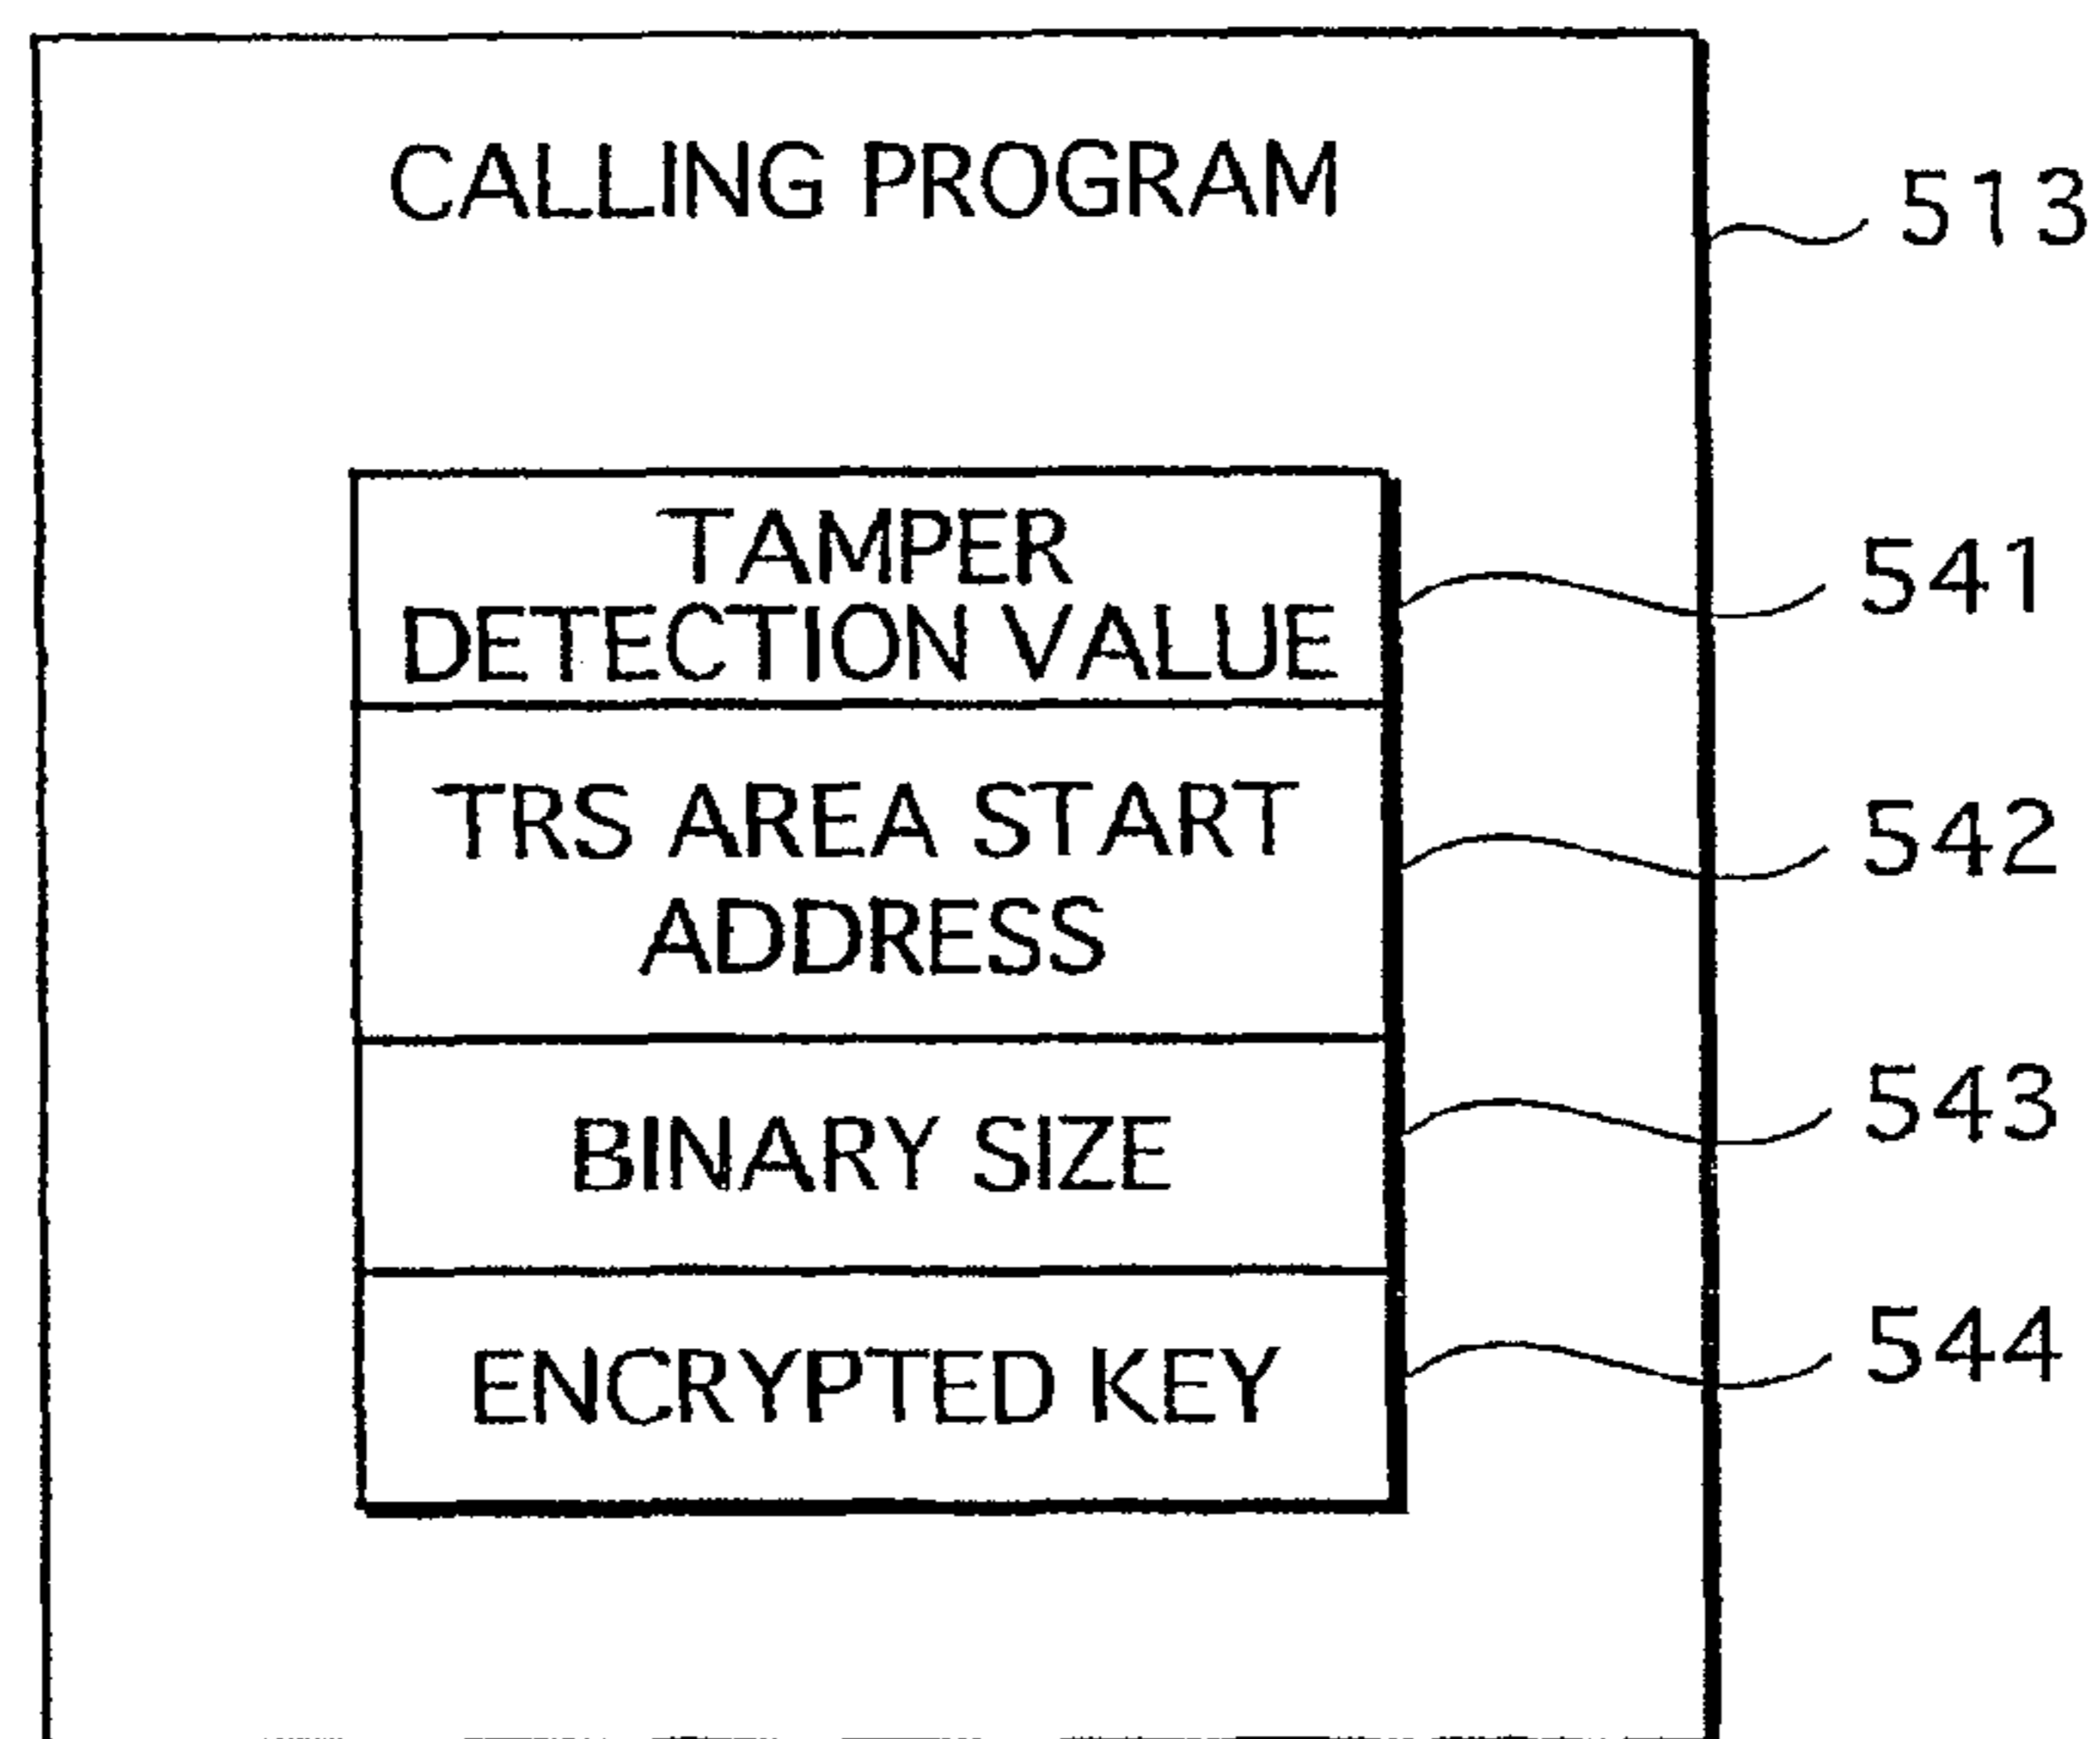 CALLING PROGRAM
513
TAMPER
DETECTION VALUE
541
TRS AREA START
ADDRESS
542
BINARY SIZE
543
ENCRYPTED KEY
544